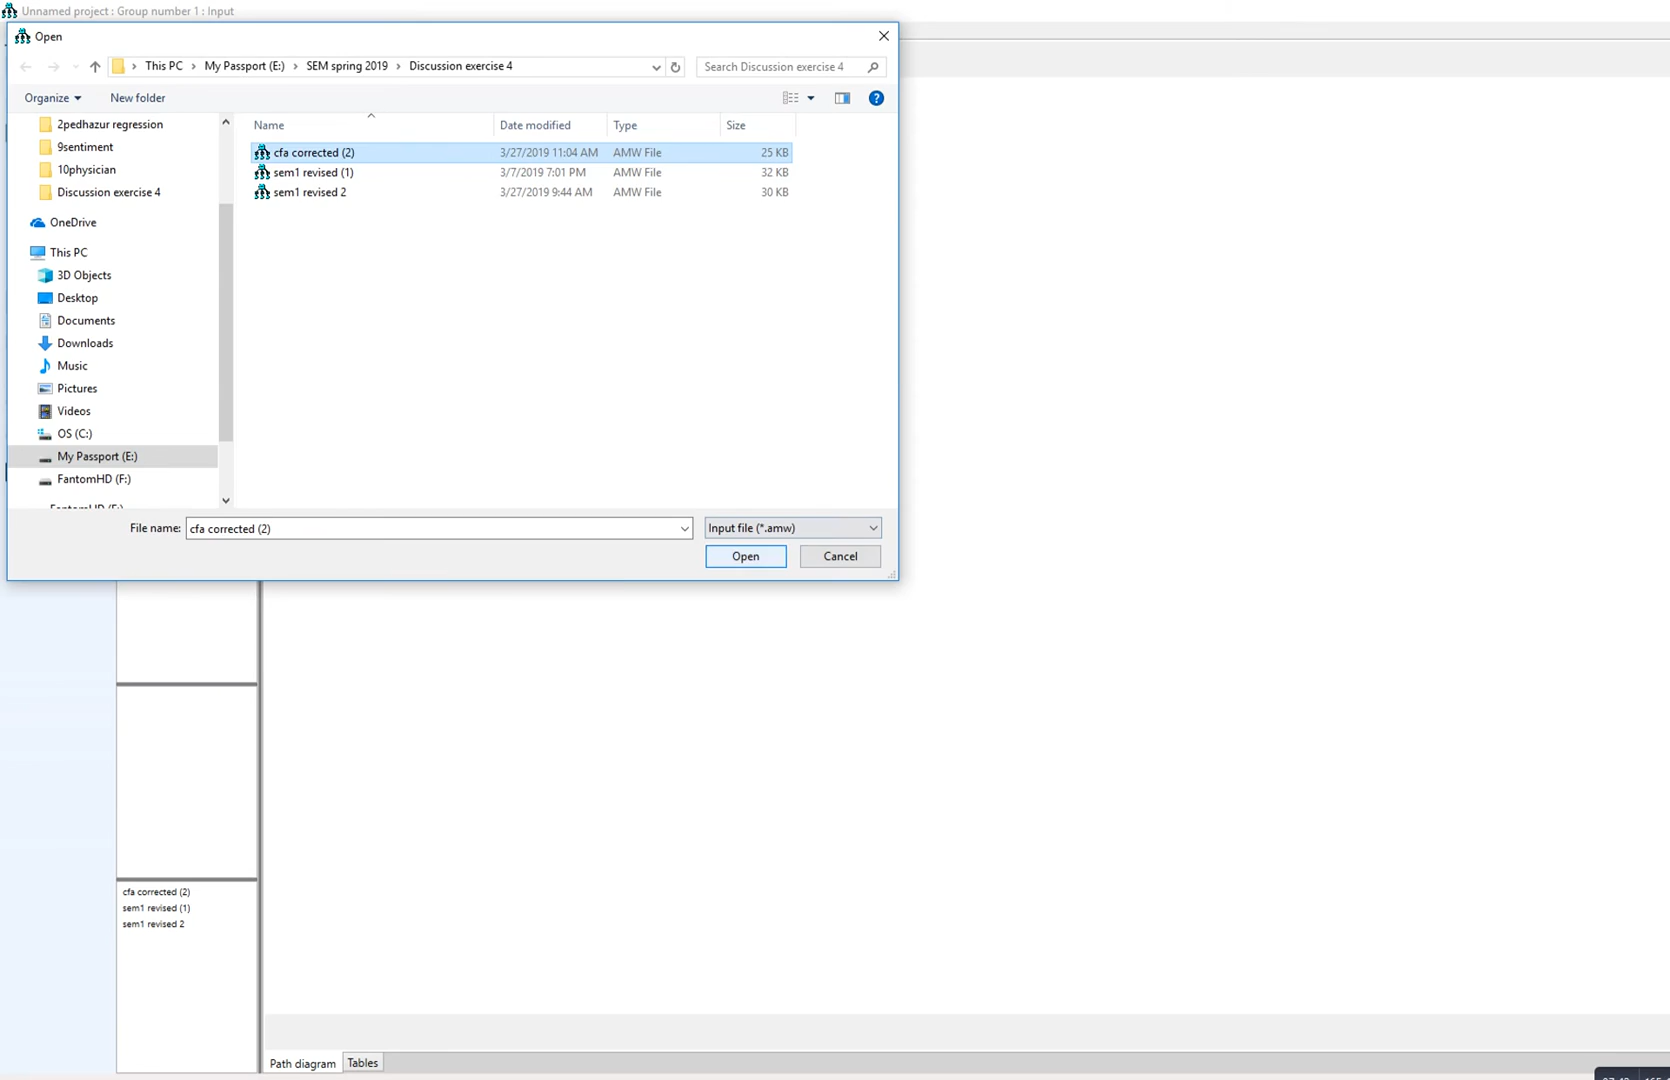 Unnamed project : Group number 1 : Input
Open
This PC > My Passport (E:) > SEM spring 2019 > Discussion exercise 4
Search Discussion exercise 4
Organize
New folder
2pedhazur regression
9sentiment
10physician
Discussion exercise 4
OneDrive
This PC
3D Objects
Desktop
Documents
Downloads
Music
Pictures
Videos
OS (C:)
My Passport (E:)
FantomHD (F:)
FantomHD (F:)
Name Date modified Type Size
cfa corrected (2) 3/27/2019 11:04 AM AMW File 25 KB
sem1 revised (1) 3/7/2019 7:01 PM AMW File 32 KB
sem1 revised 2 3/27/2019 9:44 AM AMW File 30 KB
File name: cfa corrected (2)
Input file (*.amw)
Open
Cancel
cfa corrected (2)
sem1 revised (1)
sem1 revised 2
Path diagram
Tables